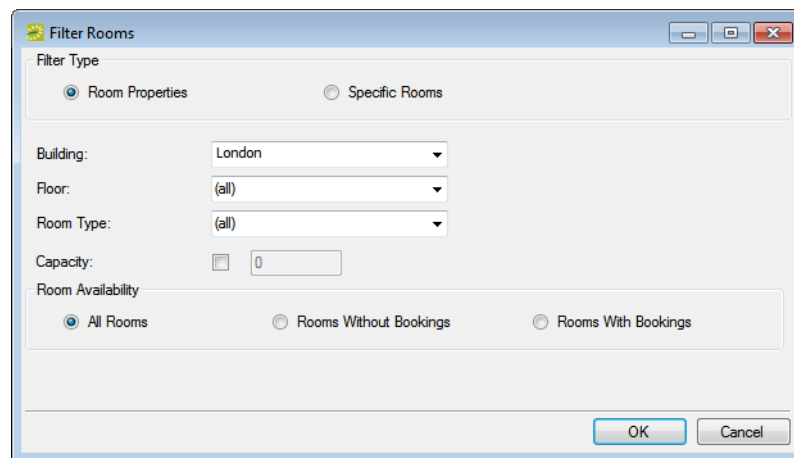 Filter Rooms
Filter Type
Room Properties Specific Rooms
Building: London
Floor: (all)
Room Type: (all)
Capacity: 0
Room Availability
All Rooms Rooms Without Bookings Rooms With Bookings
OK Cancel